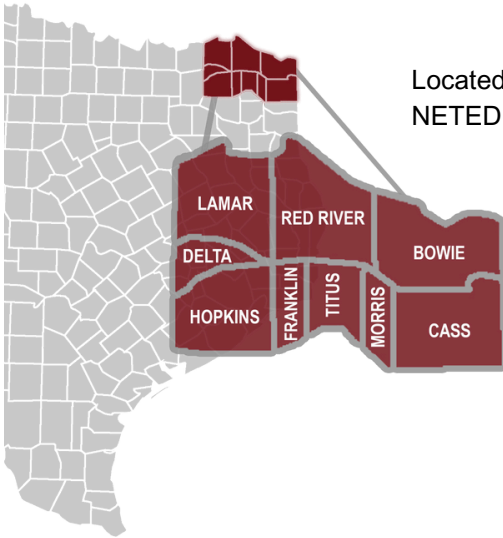 Located
NETED
LAMAR
RED RIVER
BOWIE
DELTA
HOPKINS
FRANKLIN
TITUS
MORRIS
CASS